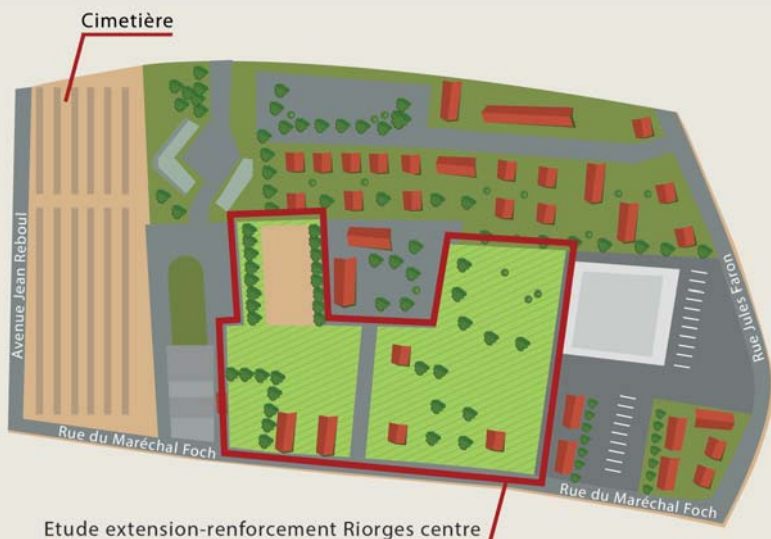 Cimetière
Avenue Jean Reboul
Rue Jules Faron
Rue du Maréchal Foch
Rue du Maréchal Foch
Etude extension-renforcement Riorges centre